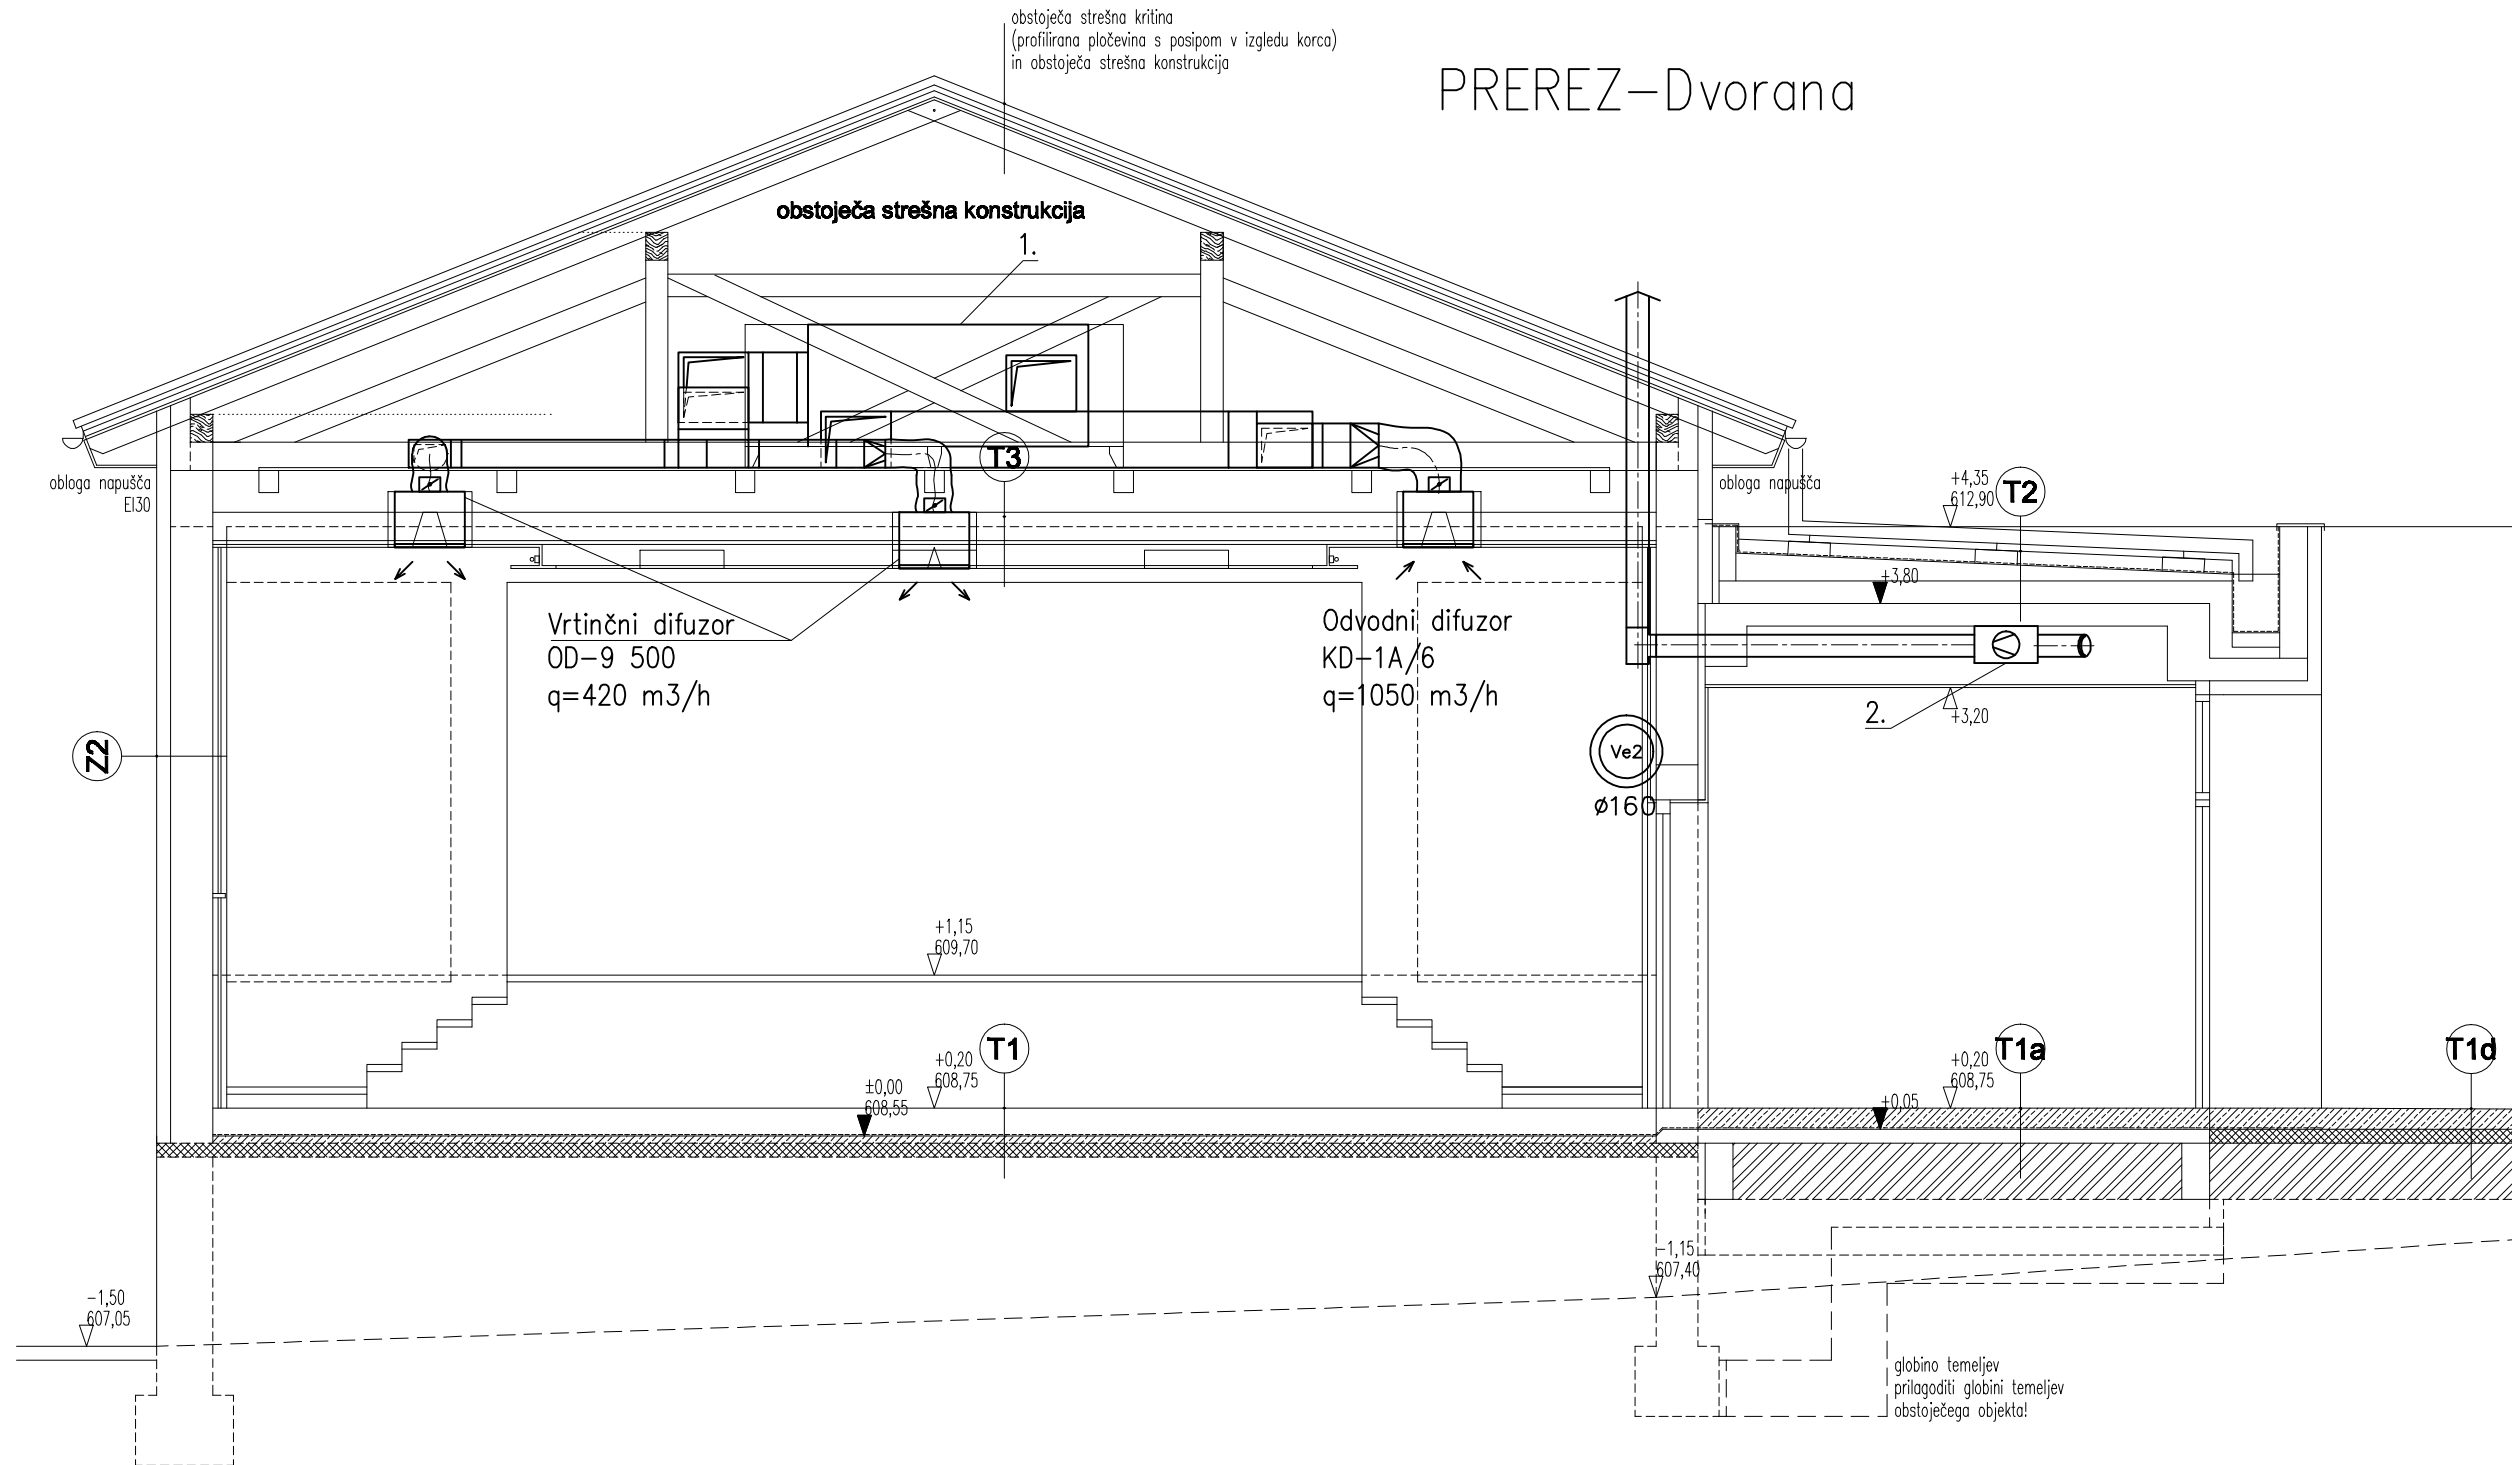 obstoječa strešna kritina
(profilirana pločevina s posipom v izgledu korca)
in obstoječa strešna konstrukcija
PREREZ-Dvorana
obstoječa strešna konstrukcija
1.
T3
obloga napušča
EI30
obloga napušča
+4,35
612,90
T2
+3,80
Vrtinčni difuzor
OD-9 500
q=420 m3/h
Odvodni difuzor
KD-1A/6
q=1050 m3/h
2.
+3,20
Z2
Ve2
ø160
+1,15
609,70
T1
+0,20
608,75
±0,00
608,55
T1a
+0,20
608,75
+0,05
T1d
-1,15
607,40
-1,50
607,05
globino temeljev
prilagoditi globini temeljev
obstoječega objekta!